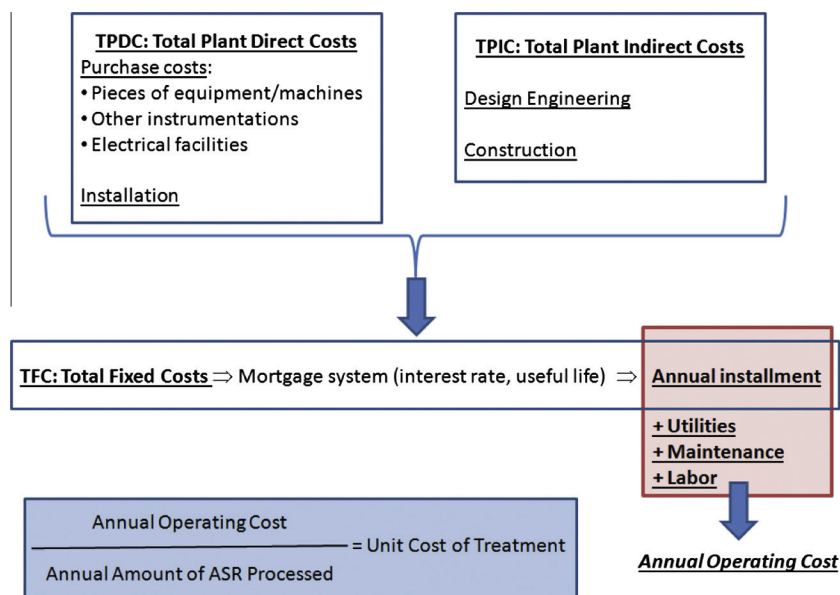 TPDC: Total Plant Direct Costs
Purchase costs:
• Pieces of equipment/machines
• Other instrumentations
• Electrical facilities
Installation
TPIC: Total Plant Indirect Costs
Design Engineering
Construction
TFC: Total Fixed Costs ⇒ Mortgage system (interest rate, useful life) ⇒ Annual installment
+ Utilities
+ Maintenance
+ Labor
Annual Operating Cost
Annual Operating Cost
Annual Amount of ASR Processed
= Unit Cost of Treatment